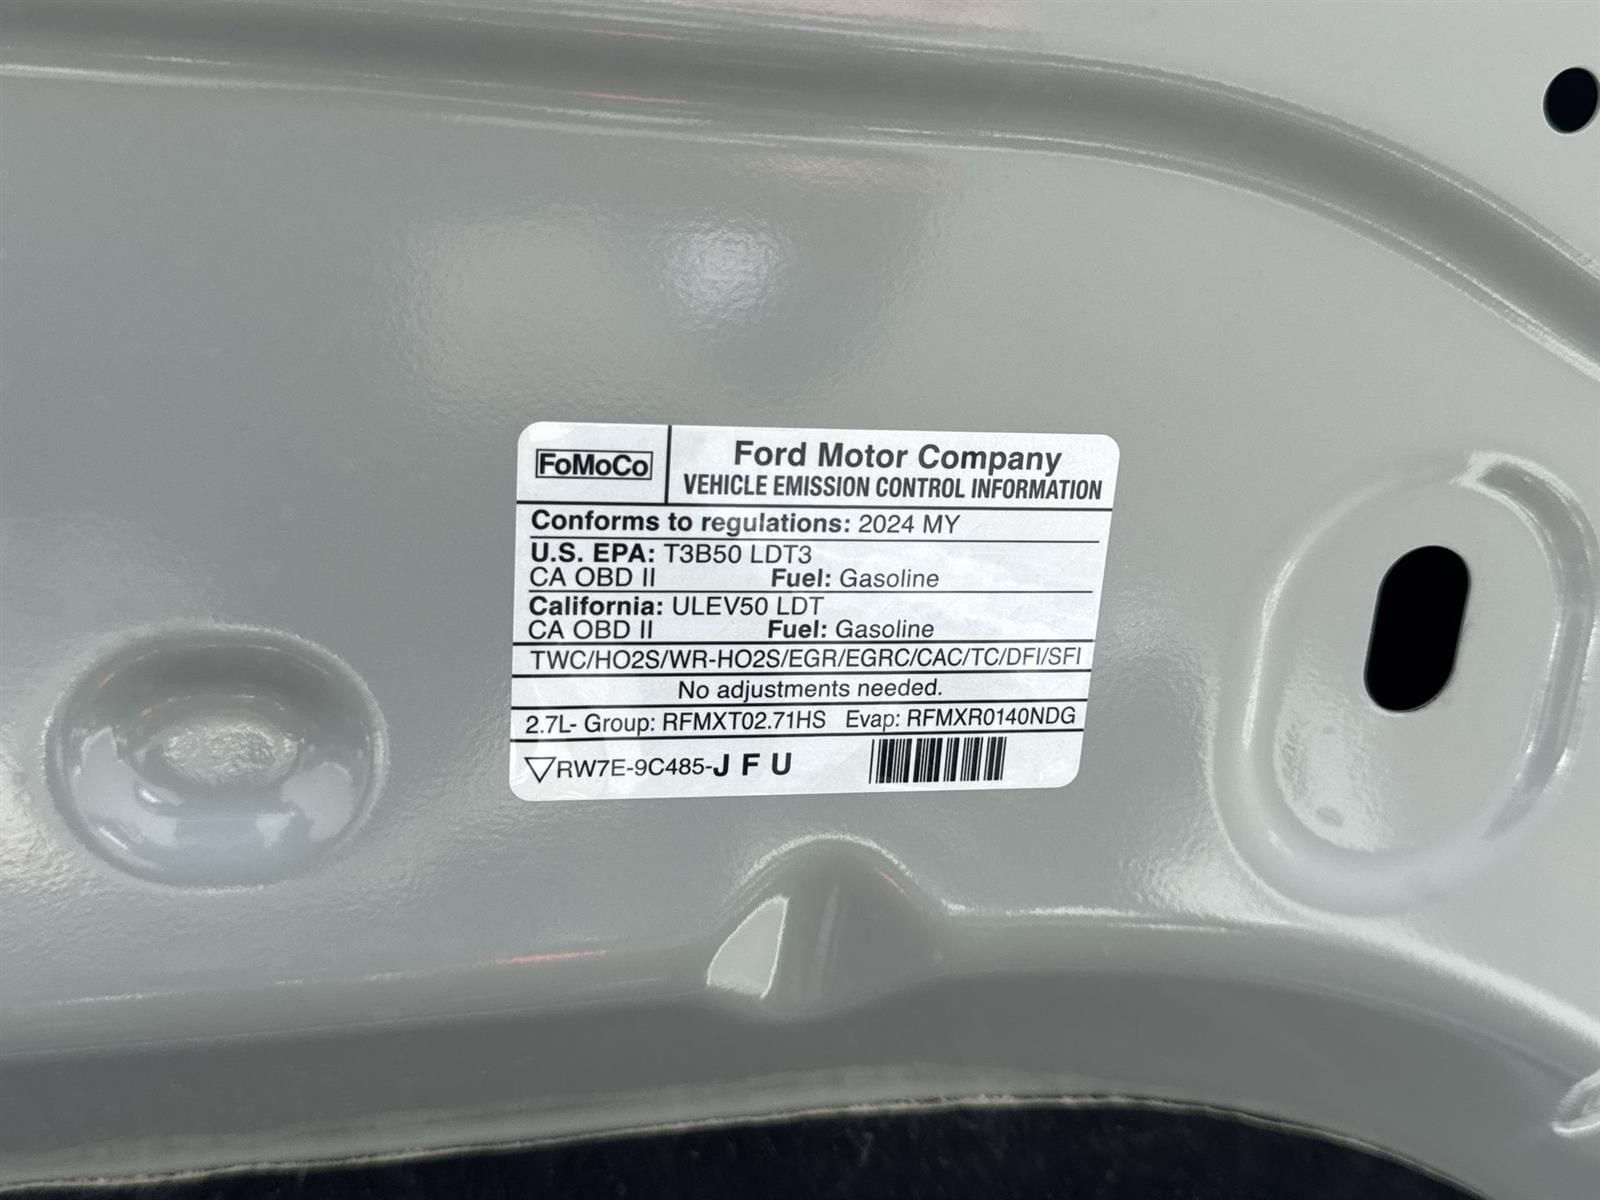 FoMoCo
Ford Motor Company
VEHICLE EMISSION CONTROL INFORMATION
Conforms to regulations: 2024 MY
U.S. EPA: T3B50 LDT3
CA OBD II Fuel: Gasoline
California: ULEV50 LDT
CA OBD II Fuel: Gasoline
TWC/HO2S/WR-HO2S/EGR/EGRC/CAC/TC/DFI/SFI
No adjustments needed.
2.7L- Group: RFMXT02.71HS Evap: RFMXR0140NDG
▽RW7E-9C485-J F U